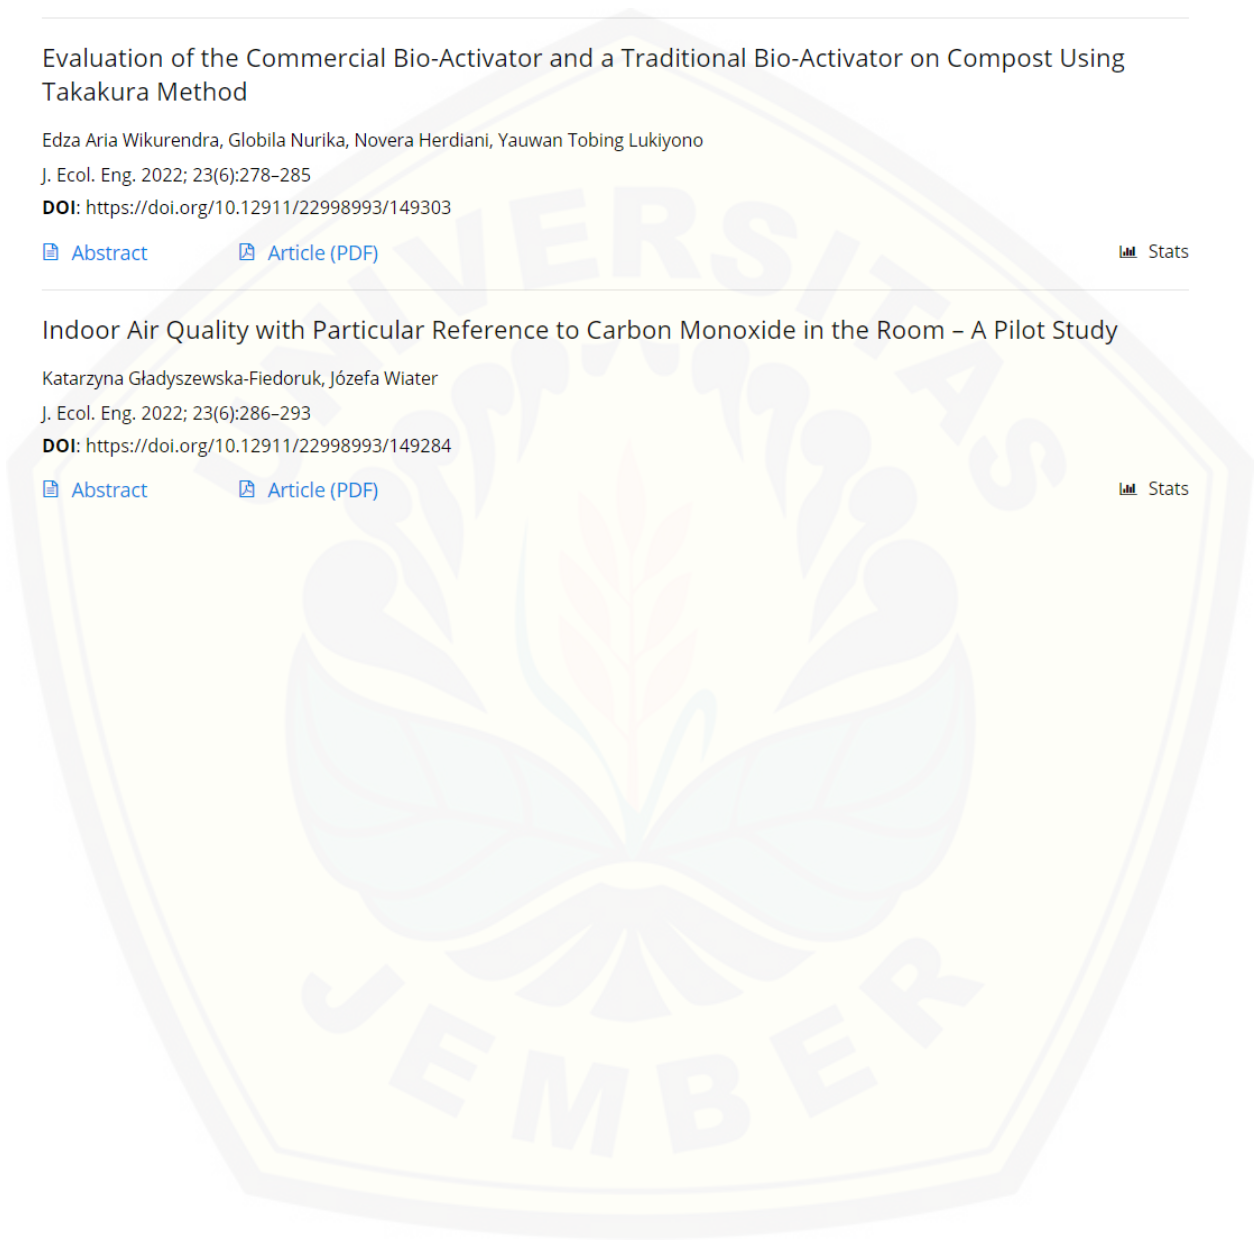 Evaluation of the Commercial Bio-Activator and a Traditional Bio-Activator on Compost Using
Takakura Method
Edza Aria Wikurendra, Globila Nurika, Novera Herdiani, Yauwan Tobing Lukiyono
J. Ecol. Eng. 2022; 23(6):278–285
DOI: https://doi.org/10.12911/22998993/149303
Abstract Article (PDF) Stats
Indoor Air Quality with Particular Reference to Carbon Monoxide in the Room – A Pilot Study
Katarzyna Gładyszewska-Fiedoruk, Józefa Wiater
J. Ecol. Eng. 2022; 23(6):286–293
DOI: https://doi.org/10.12911/22998993/149284
Abstract Article (PDF) Stats
UNIVERSITAS
JEMBER